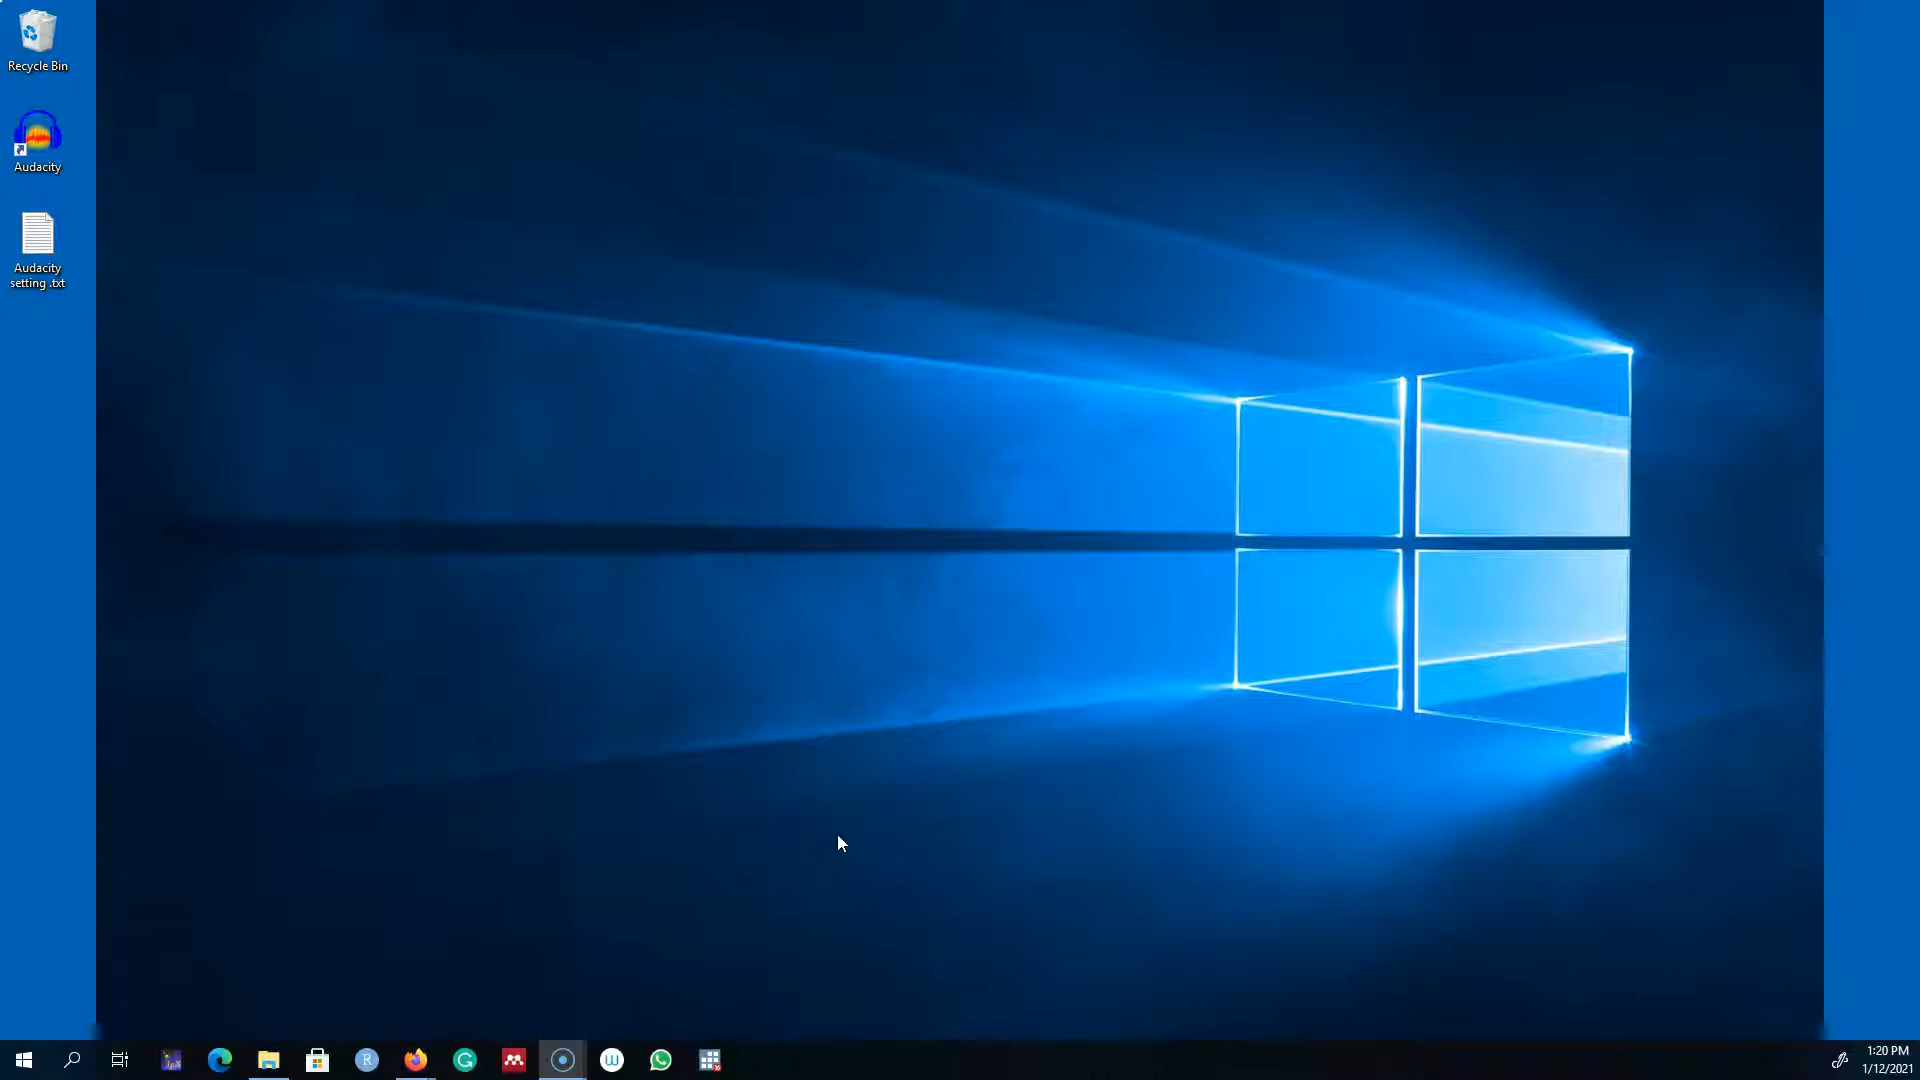 Recycle Bin
Audacity
Audacity
setting .txt
R
G
W
1:20 PM
1/12/2021